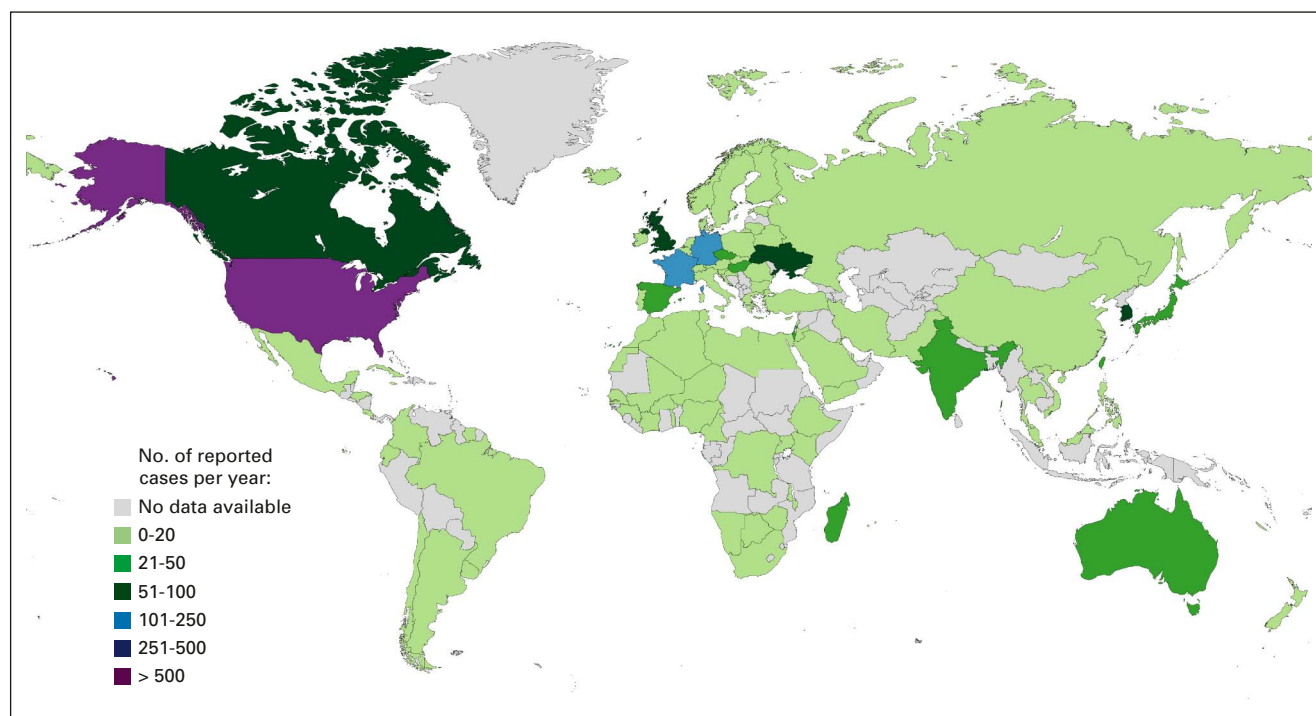 No. of reported
cases per year:
No data available
0-20
21-50
51-100
101-250
251-500
> 500